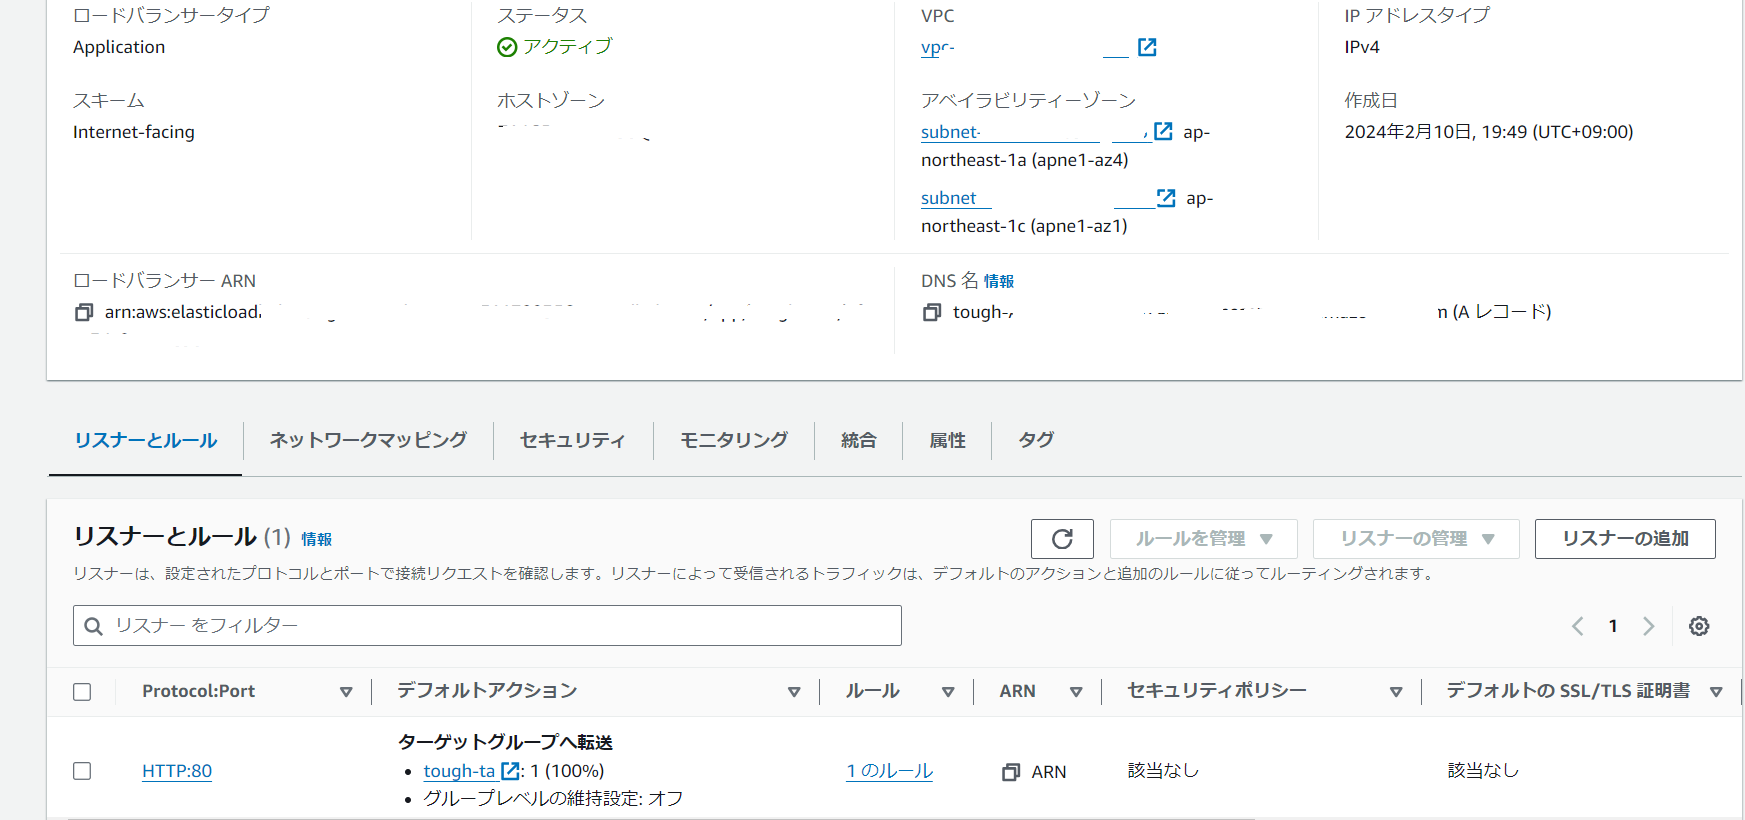 ロードバランサータイプ
Application
ステータス
アクティブ
VPC
vpc-
IP アドレスタイプ
IPv4
スキーム
Internet-facing
ホストゾーン
アベイラビリティーゾーン
subnet- ap-
northeast-1a (apne1-az4)
subnet ap-
northeast-1c (apne1-az1)
作成日
2024年2月10日, 19:49 (UTC+09:00)
ロードバランサー ARN
arn:aws:elasticload
DNS 名 情報
tough- m (A レコード)
リスナーとルール
ネットワークマッピング
セキュリティ
モニタリング
統合
属性
タグ
リスナーとルール (1) 情報
ルールを管理
リスナーの管理
リスナーの追加
リスナーは、設定されたプロトコルとポートで接続リクエストを確認します。リスナーによって受信されるトラフィックは、デフォルトのアクションと追加のルールに従ってルーティングされます。
リスナー をフィルター
1
Protocol:Port
デフォルトアクション
ルール
ARN
セキュリティポリシー
デフォルトの SSL/TLS 証明書
HTTP:80
ターゲットグループへ転送
• tough-ta : 1 (100%)
• グループレベルの維持設定: オフ
1 のルール
ARN
該当なし
該当なし